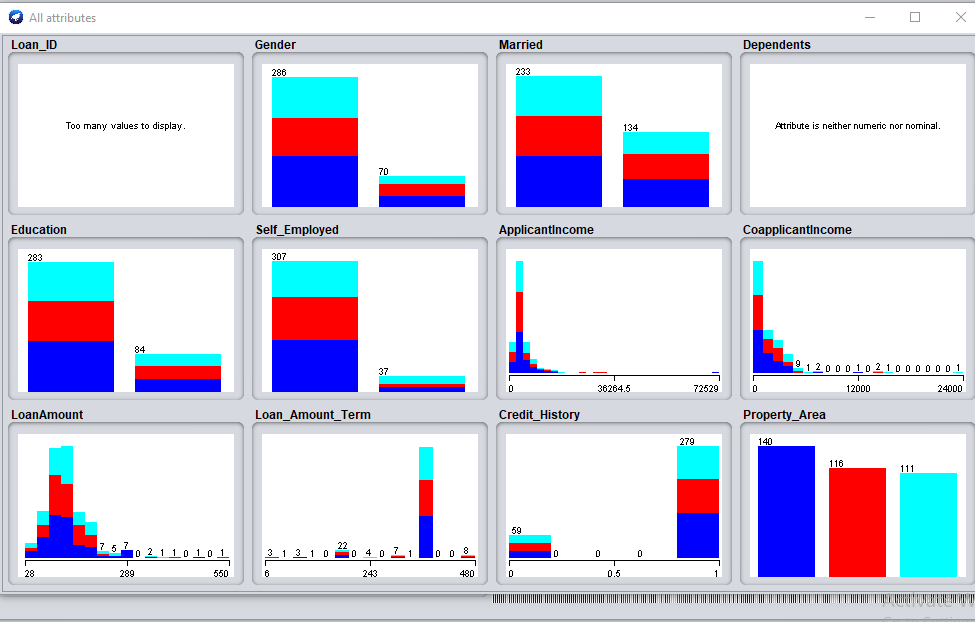 All attributes
Loan_ID Gender Married Dependents
Too many values to display.
286
70
233
134
Attribute is neither numeric nor nominal.
Education Self_Employed ApplicantIncome CoapplicantIncome
283
84
307
37
0 36264.5 72529
9 1 2 0 0 0 1 0 2 1 0 0 0 0 0 0 1
0 12000 24000
LoanAmount Loan_Amount_Term Credit_History Property_Area
7 5 7 0 2 1 1 0 1 0 1
28 289 550
3 1 3 1 0 22 0 4 0 7 1 0 0 8
6 243 480
59 0 0 0 279
0 0.5 1
140
116
111
Activate W